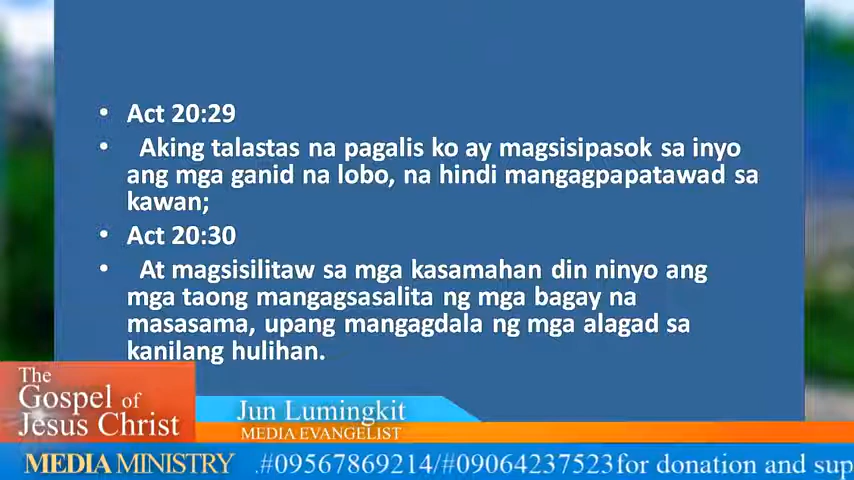 • Act 20:29
• Aking talastas na pagalis ko ay magsisipasok sa inyo
ang mga ganid na lobo, na hindi mangagpapatawad sa
kawan;
• Act 20:30
• At magsisilitaw sa mga kasamahan din ninyo ang
mga taong mangagsasalita ng mga bagay na
masasama, upang mangagdala ng mga alagad sa
kanilang hulihan.
The
Gospel of
Jesus Christ
Jun Lumingkit
MEDIA EVANGELIST
MEDIA MINISTRY .#09567869214/#09064237523for donation and sup